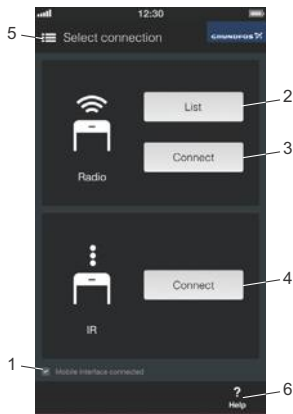 12:30
5
Select connection
GRUNDFOS
List
2
Connect
3
Radio
Connect
4
IR
1
Mobile interface connected
?
Help
6